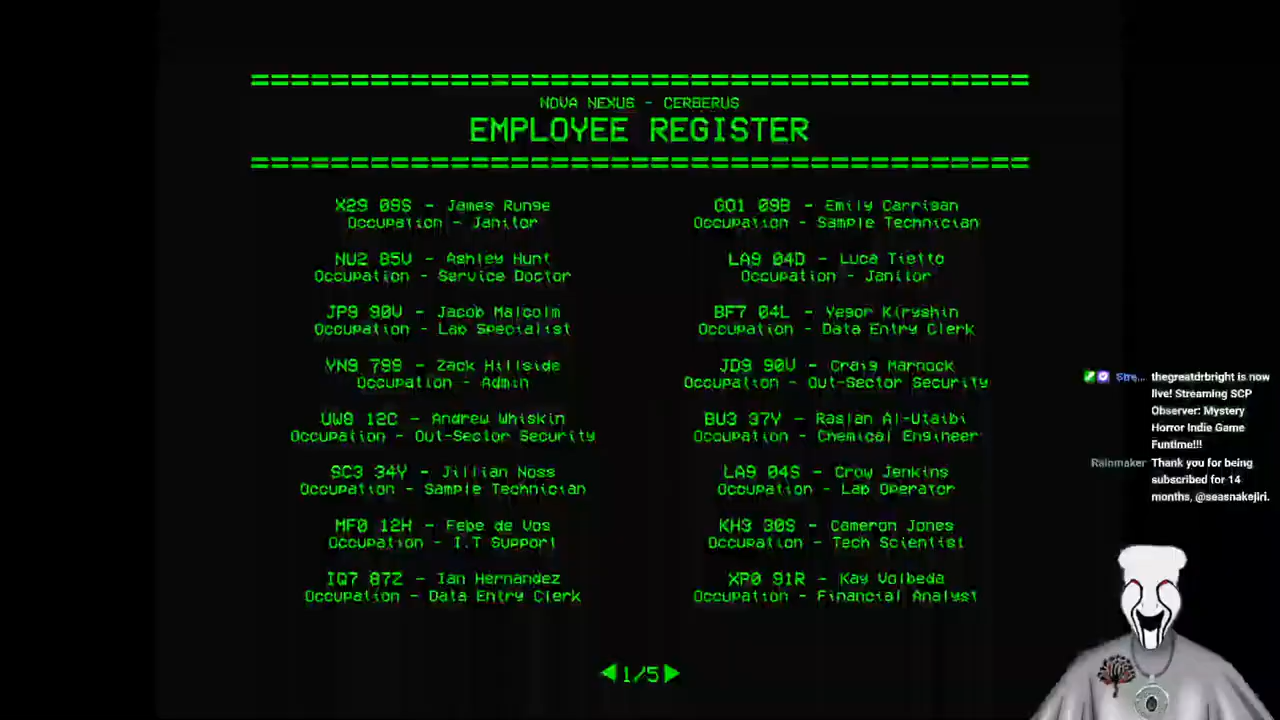 NOVA NEXUS - CERBERUS
EMPLOYEE REGISTER
X29 09S - James Runge
Occupation - Janitor
NU2 85V - Ashley Hunt
Occupation - Service Doctor
JP9 90U - Jacob Malcolm
Occupation - Lab Specialist
VN9 799 - Zack Hillside
Occupation - Admin
UW8 12C - Andrew Whiskin
Occupation - Out-Sector Security
SC3 34Y - Jillian Noss
Occupation - Sample Technician
MF0 12H - Febe de Vos
Occupation - I.T Support
IQ7 87Z - Ian Hernandez
Occupation - Data Entry Clerk
GO1 09B - Emily Carrigan
Occupation - Sample Technician
LA9 04D - Luca Tietto
Occupation - Janitor
BF7 04L - Yegor Kiryshin
Occupation - Data Entry Clerk
JD9 90U - Craig Marnock
Occupation - Out-Sector Security
BU3 37Y - Raslan Al-Utaibi
Occupation - Chemical Engineer
LA9 04S - Crow Jenkins
Occupation - Lab Operator
KH9 30S - Cameron Jones
Occupation - Tech Scientist
XP0 91R - Kay Volbeda
Occupation - Financial Analyst
1/5
Stre... thegreatdrbright is now
live! Streaming SCP
Observer: Mystery
Horror Indie Game
Funtime!!!
Rainmaker Thank you for being
subscribed for 14
months, @seasnakejiri.